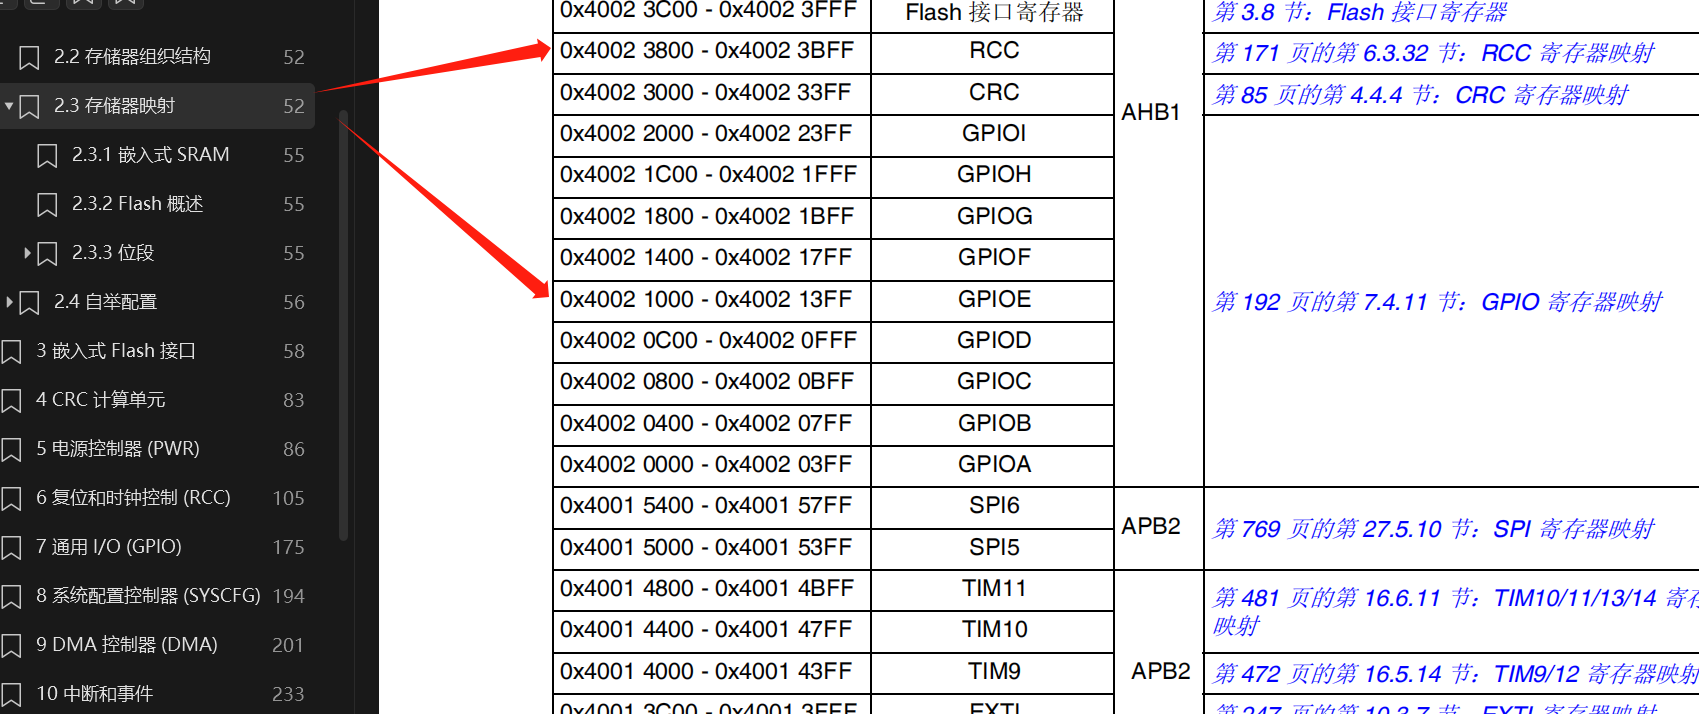 2.2 存储器组织结构 52
2.3 存储器映射 52
2.3.1 嵌入式 SRAM 55
2.3.2 Flash 概述 55
2.3.3 位段 55
2.4 自举配置 56
3 嵌入式 Flash 接口 58
4 CRC 计算单元 83
5 电源控制器 (PWR) 86
6 复位和时钟控制 (RCC) 105
7 通用 I/O (GPIO) 175
8 系统配置控制器 (SYSCFG) 194
9 DMA 控制器 (DMA) 201
10 中断和事件 233
0x4002 3C00 - 0x4002 3FFF Flash 接口寄存器 第 3.8 节：Flash 接口寄存器
0x4002 3800 - 0x4002 3BFF RCC 第 171 页的第 6.3.32 节：RCC 寄存器映射
0x4002 3000 - 0x4002 33FF CRC 第 85 页的第 4.4.4 节：CRC 寄存器映射
AHB1
0x4002 2000 - 0x4002 23FF GPIOI
0x4002 1C00 - 0x4002 1FFF GPIOH
0x4002 1800 - 0x4002 1BFF GPIOG
0x4002 1400 - 0x4002 17FF GPIOF
0x4002 1000 - 0x4002 13FF GPIOE 第 192 页的第 7.4.11 节：GPIO 寄存器映射
0x4002 0C00 - 0x4002 0FFF GPIOD
0x4002 0800 - 0x4002 0BFF GPIOC
0x4002 0400 - 0x4002 07FF GPIOB
0x4002 0000 - 0x4002 03FF GPIOA
0x4001 5400 - 0x4001 57FF SPI6
APB2 第 769 页的第 27.5.10 节：SPI 寄存器映射
0x4001 5000 - 0x4001 53FF SPI5
0x4001 4800 - 0x4001 4BFF TIM11 第 481 页的第 16.6.11 节：TIM10/11/13/14 寄存
映射
0x4001 4400 - 0x4001 47FF TIM10
0x4001 4000 - 0x4001 43FF TIM9 APB2 第 472 页的第 16.5.14 节：TIM9/12 寄存器映射
0x4001 3C00 - 0x4001 3FFF EXTI 第 247 页的第 10.3.7 节：EXTI 寄存器映射